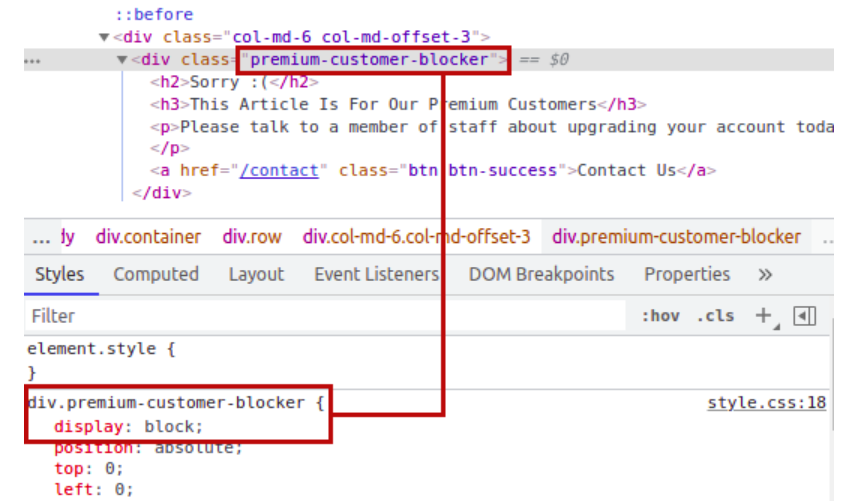 ::before
▼<div class="col-md-6 col-md-offset-3">
... ▼<div class="premium-customer-blocker"> == $0
<h2>Sorry :(</h2>
<h3>This Article Is For Our Premium Customers</h3>
<p>Please talk to a member of staff about upgrading your account toda
</p>
<a href="/contact" class="btn btn-success">Contact Us</a>
</div>
... dy div.container div.row div.col-md-6.col-md-offset-3 div.premium-customer-blocker ..
Styles Computed Layout Event Listeners DOM Breakpoints Properties »
Filter :hov .cls +
element.style {
}
div.premium-customer-blocker { style.css:18
display: block;
position: absolute;
top: 0;
left: 0;